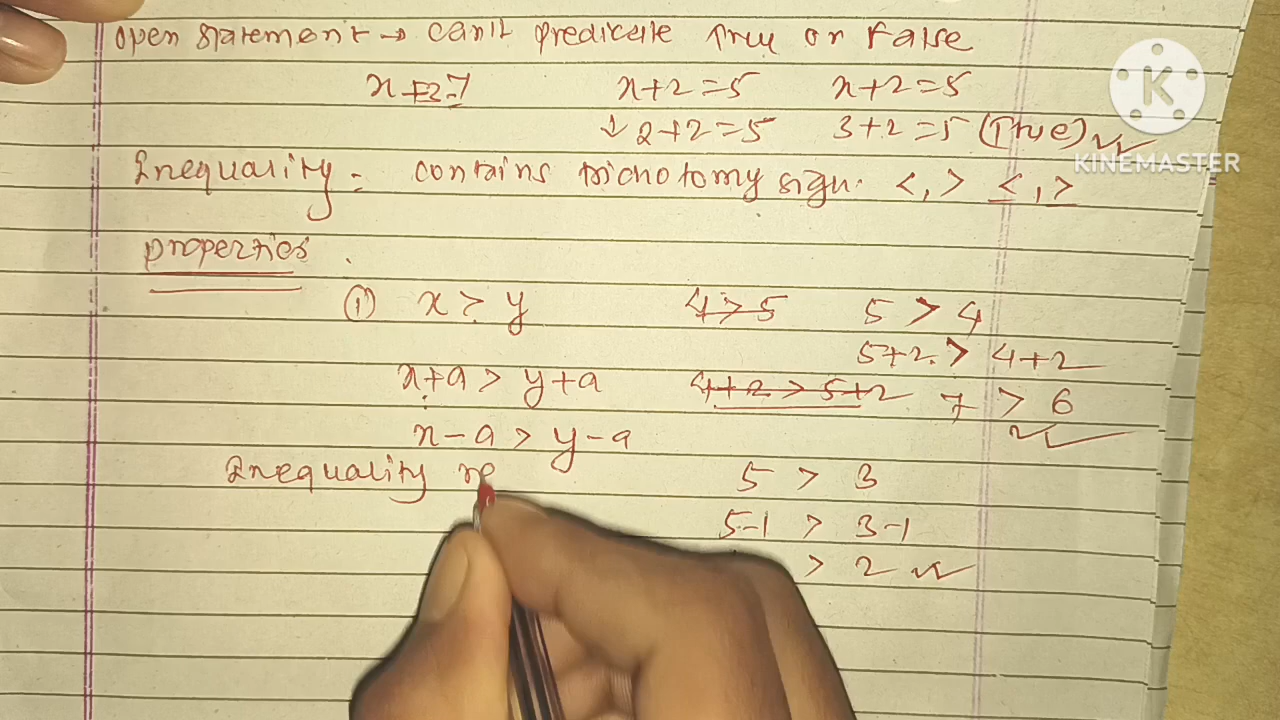 open statement → can't predicate True or False
x+2=7 x+2=5 x+2=5
↓ 2+2=5 3+2=5 (True)
KINEMASTER
Inequality = contains trichotomy sign. <, > ≤, ≥
properties.
① x > y 4>5 5 > 4
5+2 > 4+2
x+a > y+a 4+2 > 5+2 7 > 6
x-a > y-a
Inequality re 5 > 3
5-1 > 3-1
> 2